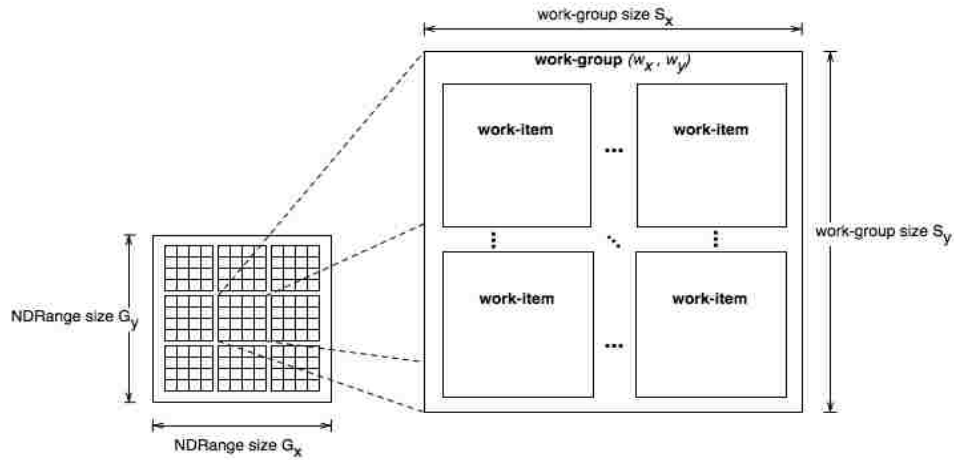 work-group size Sx
work-group (wx , wy)
work-item
work-item
work-group size Sy
work-item
work-item
NDRange size Gy
NDRange size Gx